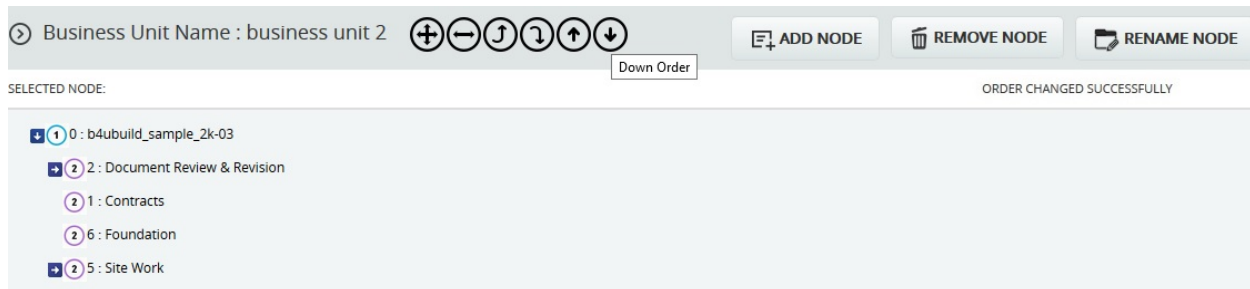 Business Unit Name : business unit 2
ADD NODE
REMOVE NODE
RENAME NODE
Down Order
SELECTED NODE:
ORDER CHANGED SUCCESSFULLY
1 0 : b4ubuild_sample_2k-03
2 2 : Document Review & Revision
2 1 : Contracts
2 6 : Foundation
2 5 : Site Work